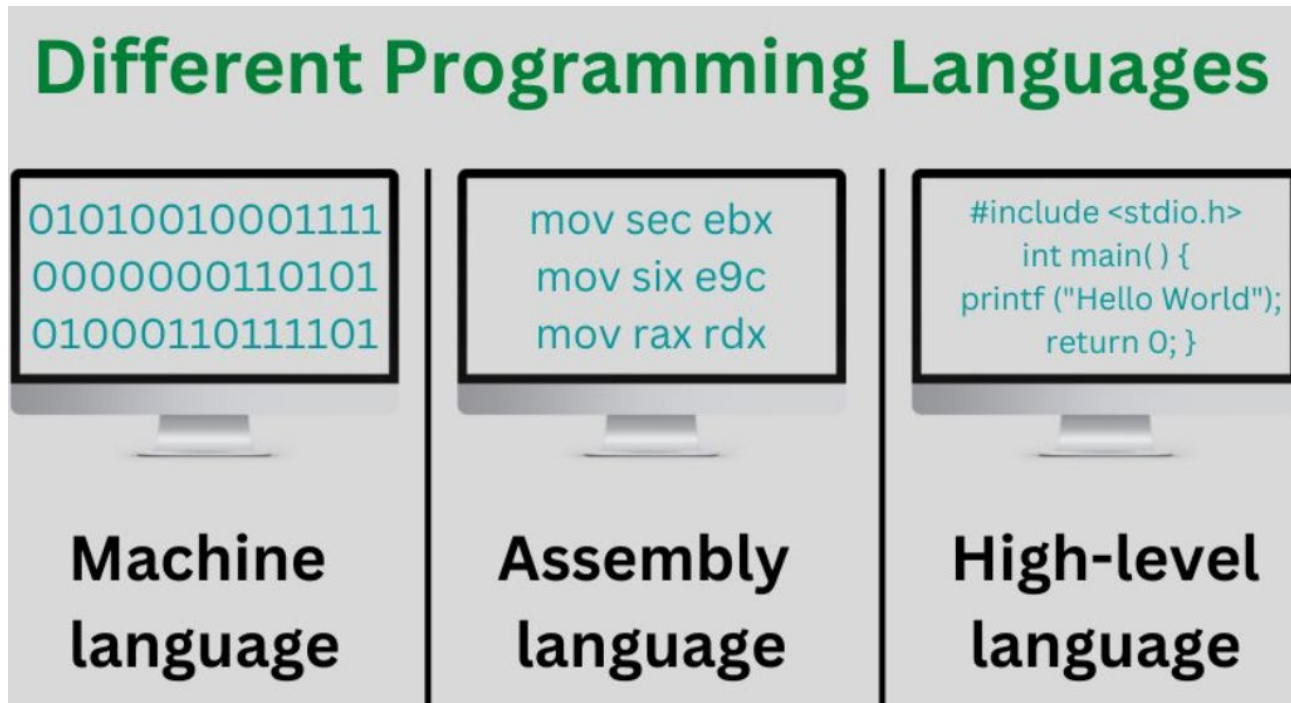 Different Programming Languages
01010010001111
0000000110101
01000110111101
Machine
language
mov sec ebx
mov six e9c
mov rax rdx
Assembly
language
#include <stdio.h>
int main( ) {
printf ("Hello World");
return 0; }
High-level
language